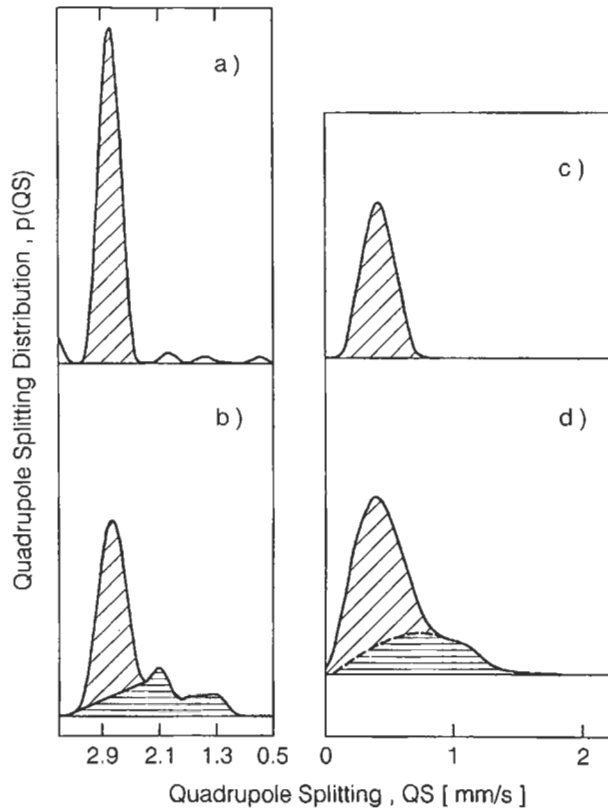 Quadrupole Splitting Distribution , p(QS)
a )
b )
c )
d )
2.9 2.1 1.3 0.5
0 1 2
Quadrupole Splitting , QS [ mm/s ]